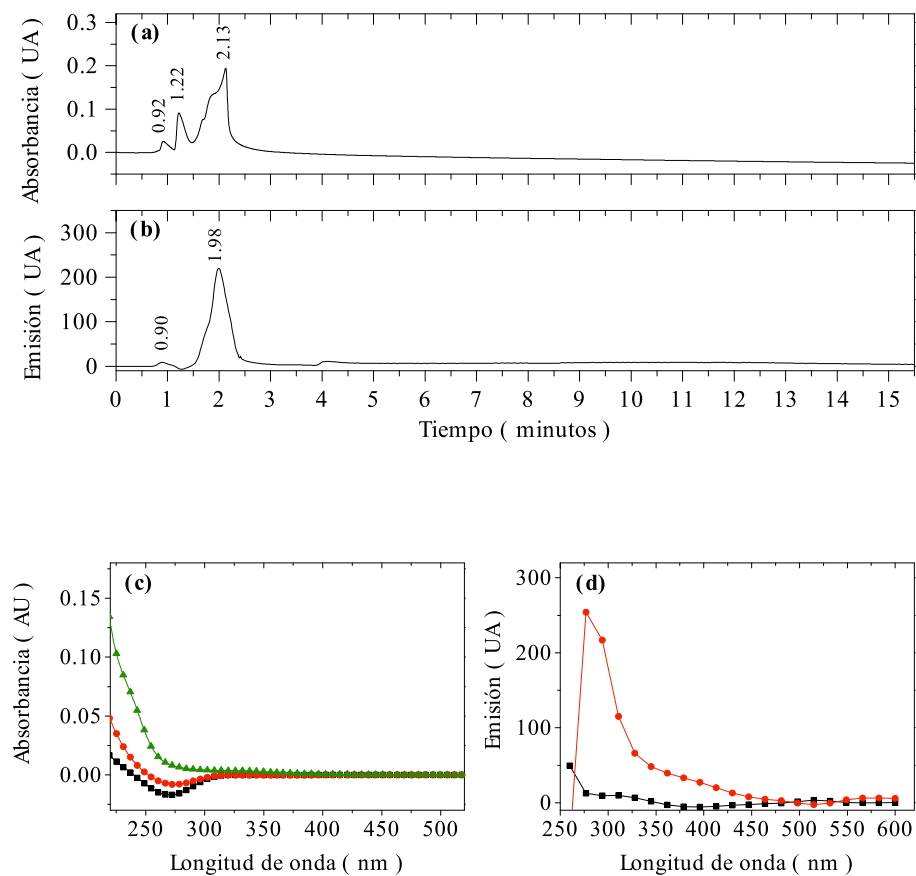 (a)
Absorbancia ( UA )
0.3
0.2
0.1
0.0
0.92
1.22
2.13
(b)
Emisión ( UA )
300
200
100
0
0.90
1.98
0 1 2 3 4 5 6 7 8 9 10 11 12 13 14 15
Tiempo ( minutos )
(c)
Absorbancia ( AU )
0.15
0.10
0.05
0.00
250 300 350 400 450 500
Longitud de onda ( nm )
(d)
Emisión ( UA )
300
200
100
0
250 300 350 400 450 500 550 600
Longitud de onda ( nm )